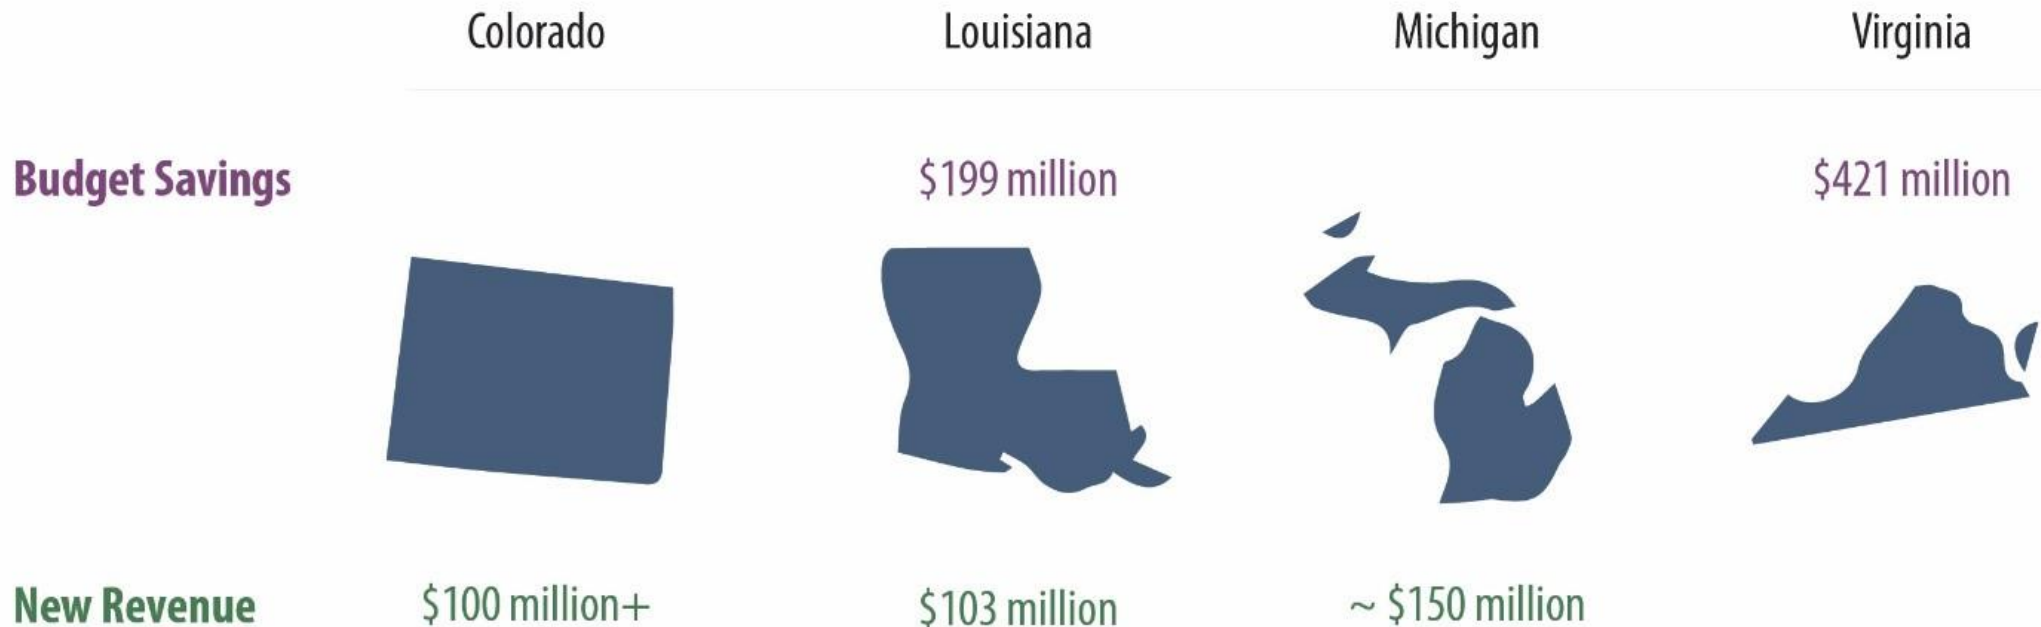 Colorado Louisiana Michigan Virginia
Budget Savings $199 million $421 million
New Revenue $100 million+ $103 million ~ $150 million